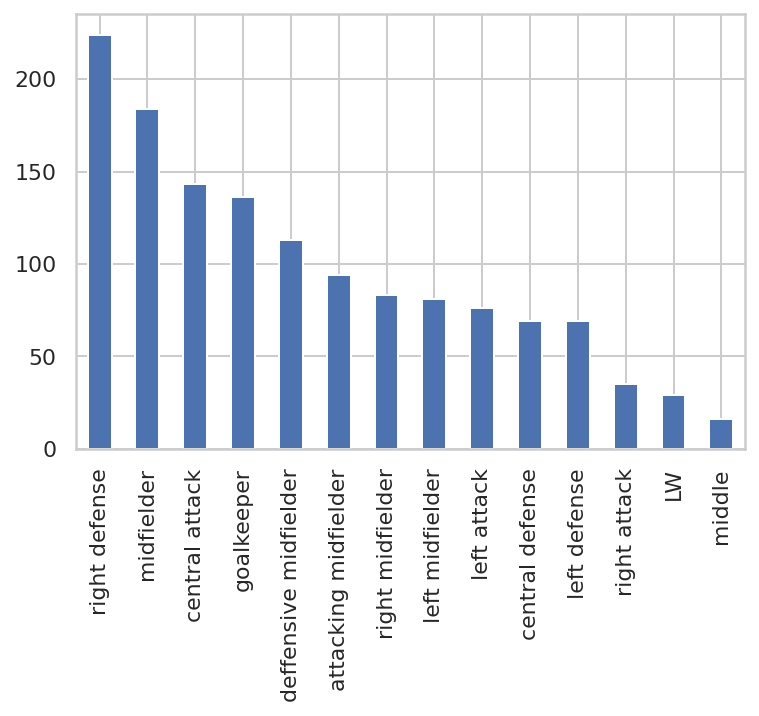 200
150
100
50
0
right defense
midfielder
central attack
goalkeeper
deffensive midfielder
attacking midfielder
right midfielder
left midfielder
left attack
central defense
left defense
right attack
LW
middle